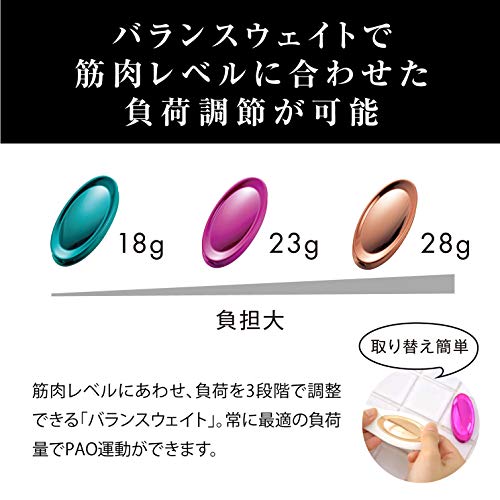 バランスウェイトで
筋肉レベルに合わせた
負荷調節が可能
18g
23g
28g
負担大
取り替え簡単
筋肉レベルにあわせ、負荷を3段階で調整
できる｢バランスウェイト｣。常に最適の負荷
量でPAO運動ができます。